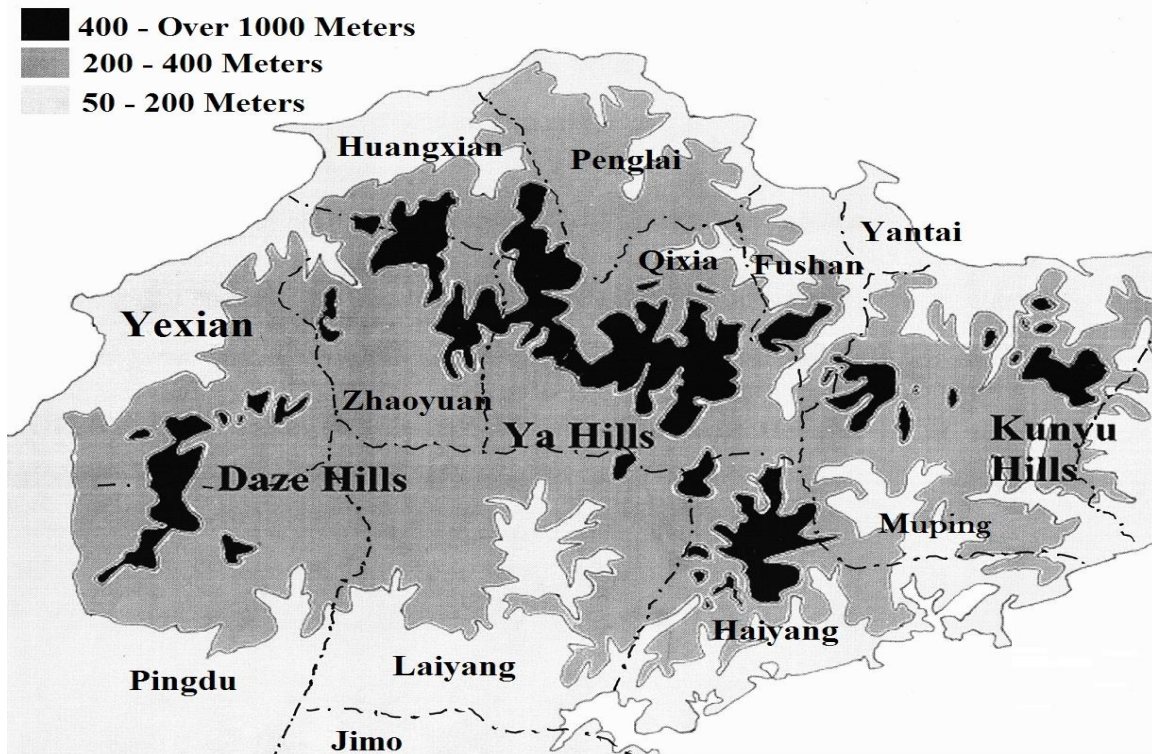 400 - Over 1000 Meters
200 - 400 Meters
50 - 200 Meters
Huangxian
Penglai
Yantai
Qixia
Fushan
Yexian
Zhaoyuan
Ya Hills
Kunyu
Hills
Daze Hills
Muping
Haiyang
Laiyang
Pingdu
Jimo